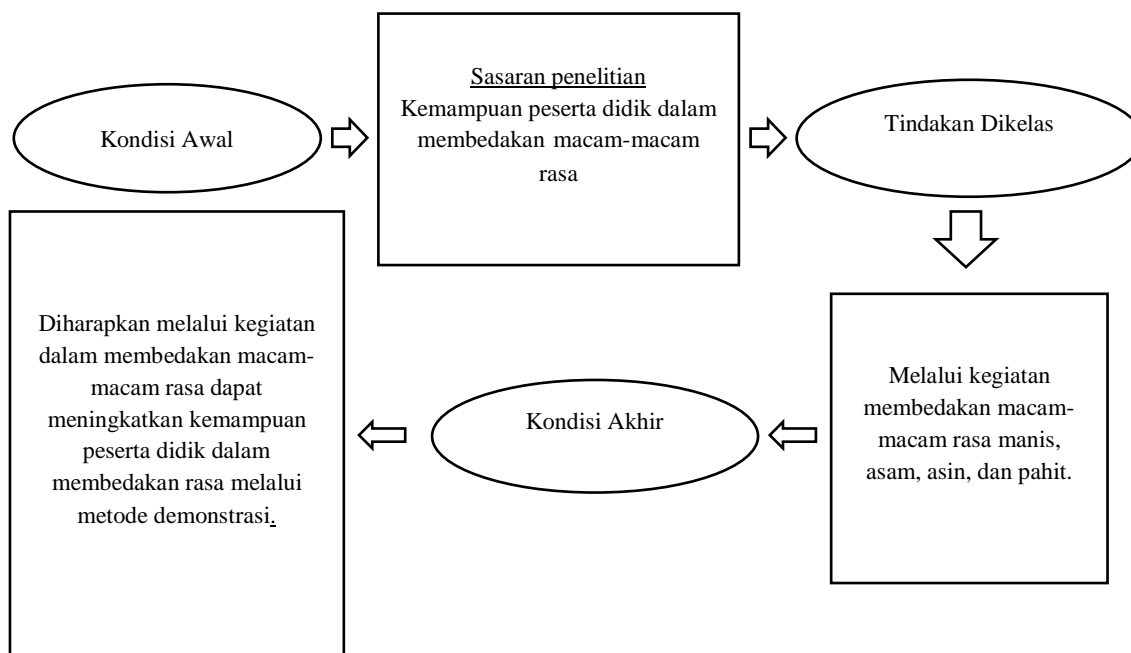 Kondisi Awal
Sasaran penelitian
Kemampuan peserta didik dalam
membedakan macam-macam
rasa
Tindakan Dikelas
Melalui kegiatan
membedakan macam-
macam rasa manis,
asam, asin, dan pahit.
Kondisi Akhir
Diharapkan melalui kegiatan
dalam membedakan macam-
macam rasa dapat
meningkatkan kemampuan
peserta didik dalam
membedakan rasa melalui
metode demonstrasi.